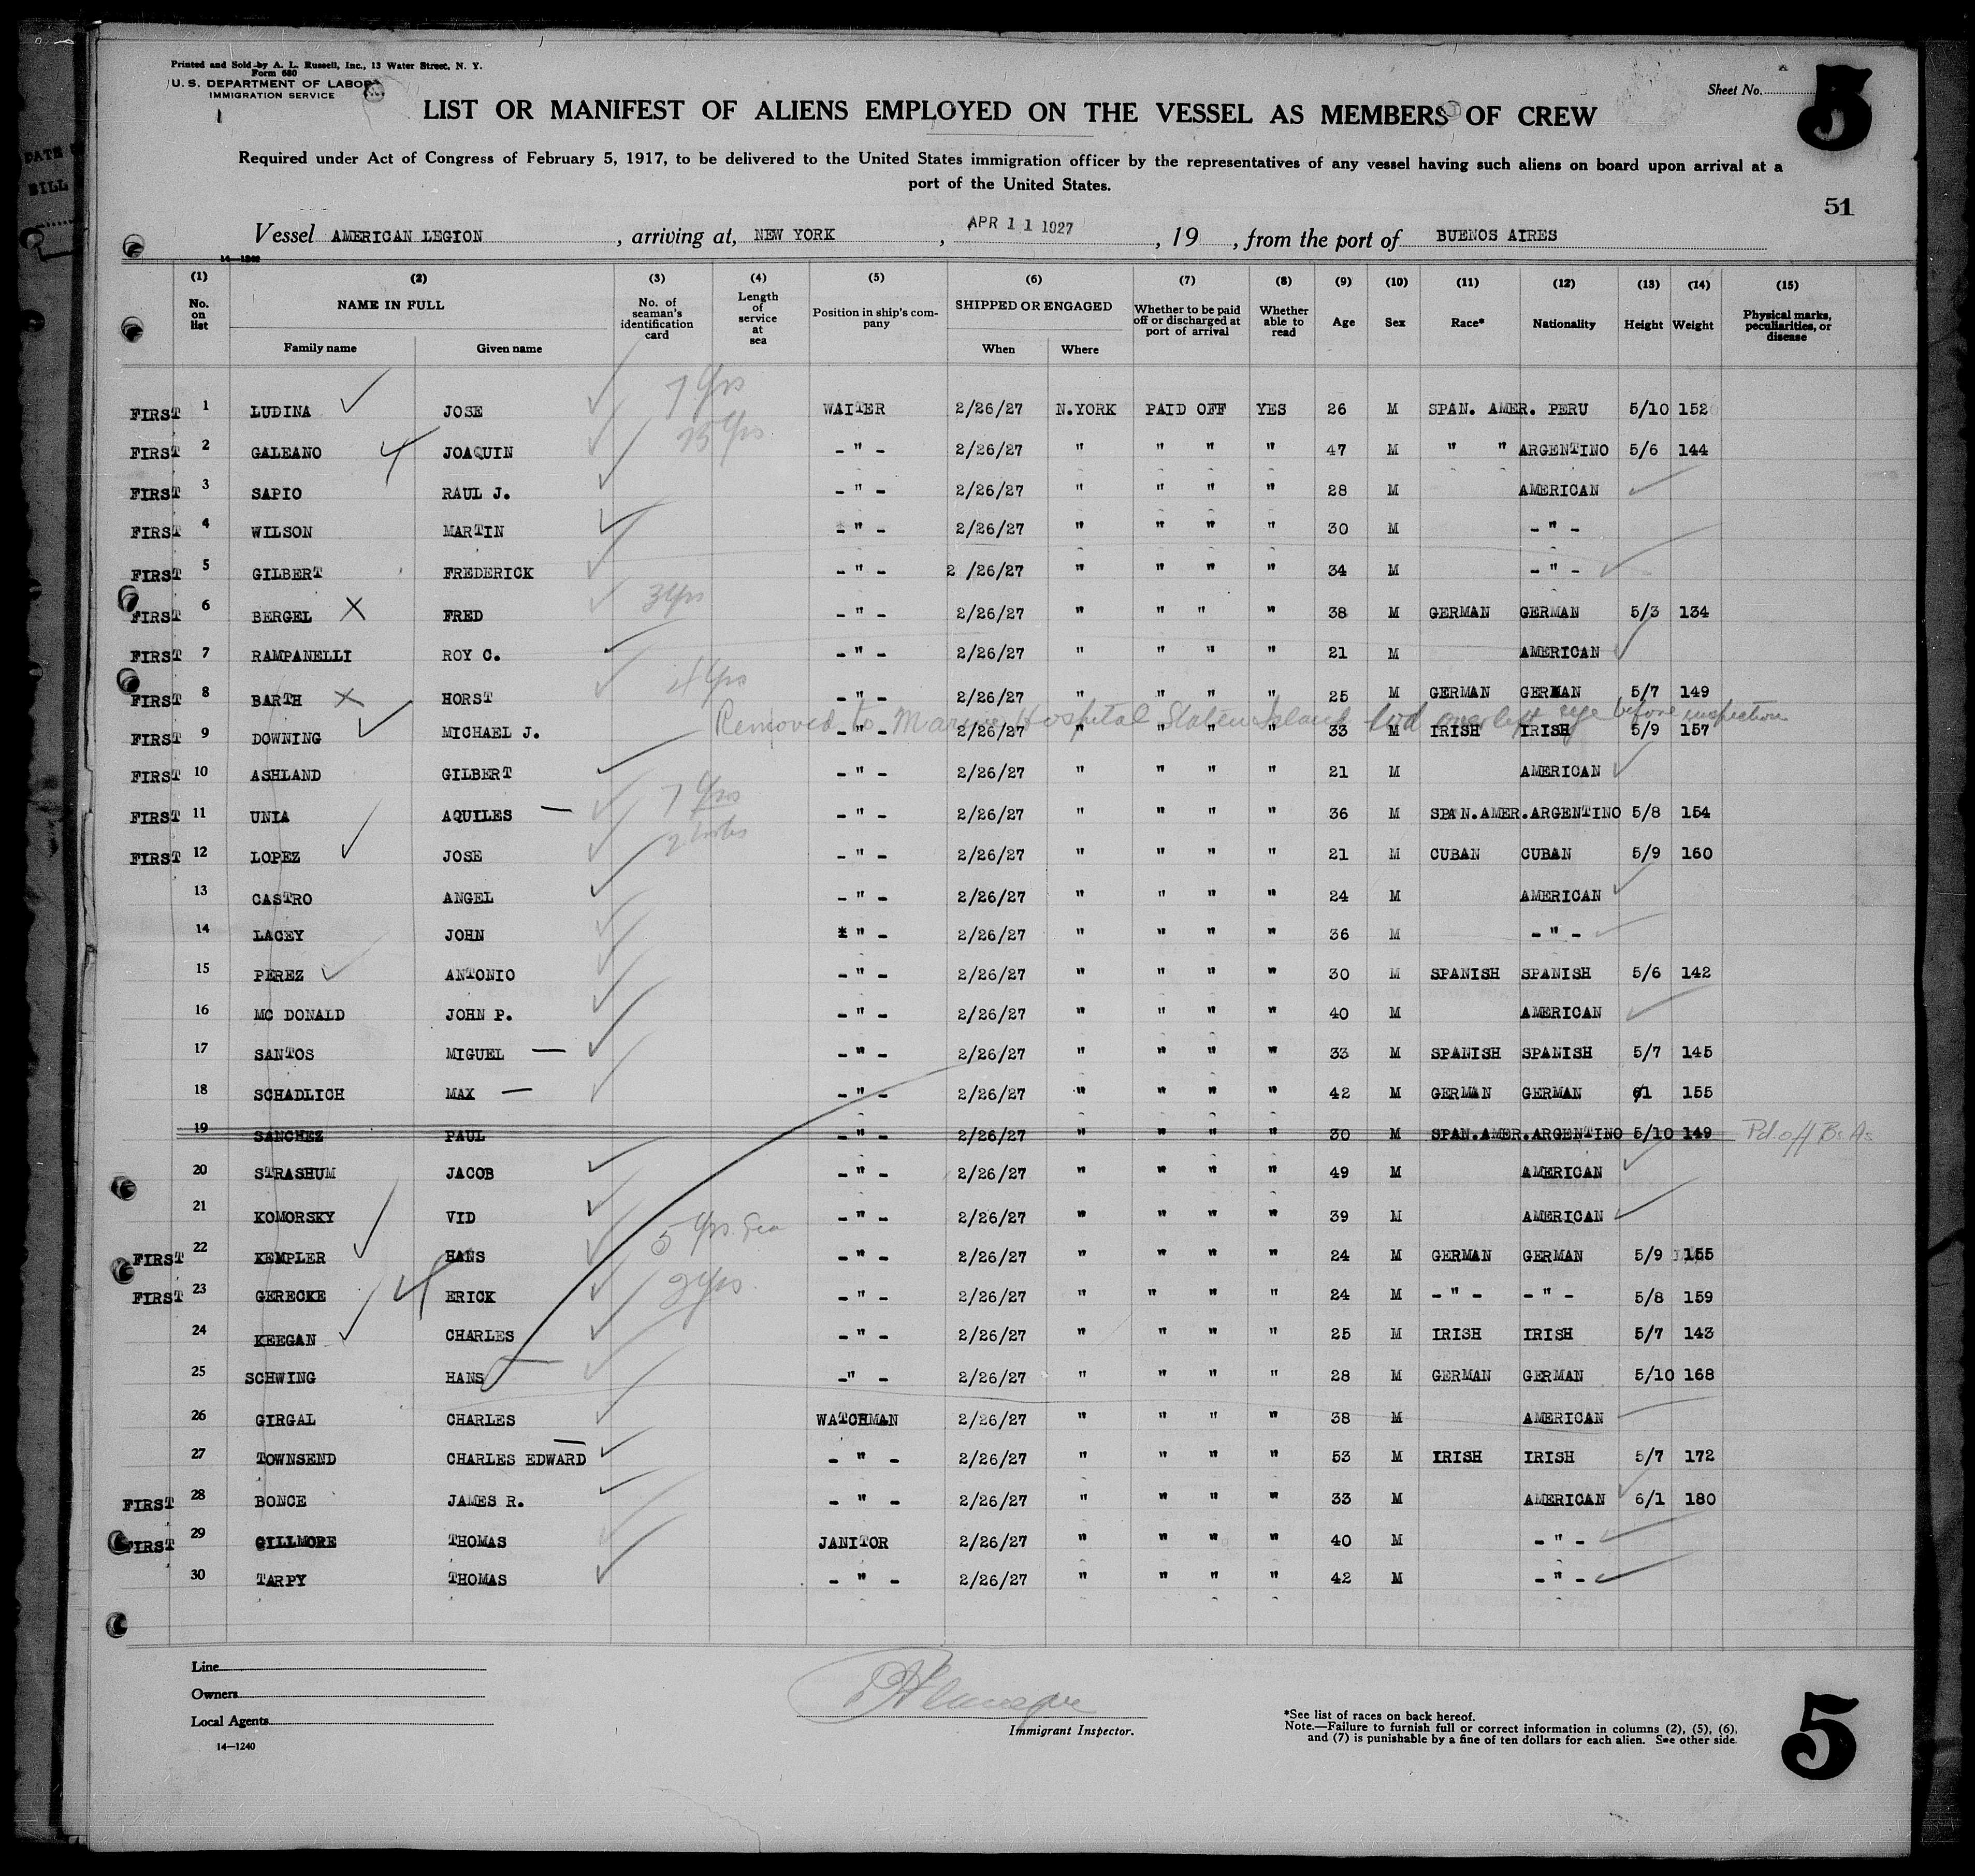 Printed and Sold by A. L. Russell, Inc., 13 Water Street, N. Y.
Form 680
U. S. DEPARTMENT OF LABOR
IMMIGRATION SERVICE
Sheet No. 5
LIST OR MANIFEST OF ALIENS EMPLOYED ON THE VESSEL AS MEMBERS OF CREW
Required under Act of Congress of February 5, 1917, to be delivered to the United States immigration officer by the representatives of any vessel having such aliens on board upon arrival at a
port of the United States.
51
Vessel AMERICAN LEGION, arriving at, NEW YORK, APR 11 1927, 19, from the port of BUENOS AIRES
14—1240
(1) (2) (3) (4) (5) (6) (7) (8) (9) (10) (11) (12) (13) (14) (15)
No. on list NAME IN FULL Family name Given name No. of seaman's identification card Length of service at sea Position in ship's company SHIPPED OR ENGAGED When Where Whether to be paid off or discharged at port of arrival Whether able to read Age Sex Race* Nationality Height Weight Physical marks, peculiarities, or disease
FIRST 1 LUDINA JOSE 7 yrs WAITER 2/26/27 N.YORK PAID OFF YES 26 M SPAN. AMER. PERU 5/10 152
FIRST 2 GALEANO JOAQUIN 25 yrs - " - 2/26/27 " " " " 47 M " " ARGENTINO 5/6 144
FIRST 3 SAPIO RAUL J. - " - 2/26/27 " " " " 28 M AMERICAN
FIRST 4 WILSON MARTIN - " - 2/26/27 " " " " 30 M - " -
FIRST 5 GILBERT FREDERICK - " - 2 /26/27 " " " " 34 M - " -
FIRST 6 BERGEL X FRED 3 yrs - " - 2/26/27 " " " " 38 M GERMAN GERMAN 5/3 134
FIRST 7 RAMPANELLI ROY C. - " - 2/26/27 " " " " 21 M AMERICAN
FIRST 8 BARTH X HORST 4 yrs - " - 2/26/27 " " " " 25 M GERMAN GERMAN 5/7 149
Removed to Marine Hospital Staten Island over left eye before inspection
FIRST 9 DOWNING MICHAEL J. - " - 2/26/27 " " " " 33 M IRISH IRISH 5/9 157
FIRST 10 ASHLAND GILBERT - " - 2/26/27 " " " " 21 M AMERICAN
FIRST 11 UNIA AQUILES — 7 yrs - " - 2/26/27 " " " " 36 M SPAN.AMER.ARGENTINO 5/8 154
FIRST 12 LOPEZ JOSE - " - 2/26/27 " " " " 21 M CUBAN CUBAN 5/9 160
13 CASTRO ANGEL - " - 2/26/27 " " " " 24 M AMERICAN
14 LACEY JOHN * " - 2/26/27 " " " " 36 M - " -
15 PEREZ ANTONIO - " - 2/26/27 " " " " 30 M SPANISH SPANISH 5/6 142
16 MC DONALD JOHN P. - " - 2/26/27 " " " " 40 M AMERICAN
17 SANTOS MIGUEL — - " - 2/26/27 " " " " 33 M SPANISH SPANISH 5/7 145
18 SCHADLICH MAX — - " - 2/26/27 " " " " 42 M GERMAN GERMAN 61 155
19 SANCHEZ PAUL - " - 2/26/27 " " " " 30 M SPAN.AMER.ARGENTINO 5/10 149 Pd. off Bs. As
20 STRASHUM JACOB - " - 2/26/27 " " " " 49 M AMERICAN
21 KOMORSKY VID - " - 2/26/27 " " " " 39 M AMERICAN
FIRST 22 KEMPLER HANS 5 yrs. Sea - " - 2/26/27 " " " " 24 M GERMAN GERMAN 5/9 155
FIRST 23 GERECKE ERICK 2 yrs. - " - 2/26/27 " " " " 24 M - " - - " - 5/8 159
24 KEEGAN CHARLES - " - 2/26/27 " " " " 25 M IRISH IRISH 5/7 143
25 SCHWING HANS -" - 2/26/27 " " " " 28 M GERMAN GERMAN 5/10 168
26 GIRGAL CHARLES WATCHMAN 2/26/27 " " " " 38 M AMERICAN
27 TOWNSEND CHARLES EDWARD - " - 2/26/27 " " " " 53 M IRISH IRISH 5/7 172
FIRST 28 BONCE JAMES R. - " - 2/26/27 " " " " 33 M AMERICAN 6/1 180
FIRST 29 GILLMORE THOMAS JANITOR 2/26/27 " " " " 40 M - " -
30 TARPY THOMAS - " - 2/26/27 " " " " 42 M - " -
Line
Owners
Local Agents
14—1240
Immigrant Inspector.
*See list of races on back hereof.
Note.—Failure to furnish full or correct information in columns (2), (5), (6),
and (7) is punishable by a fine of ten dollars for each alien. See other side.
5